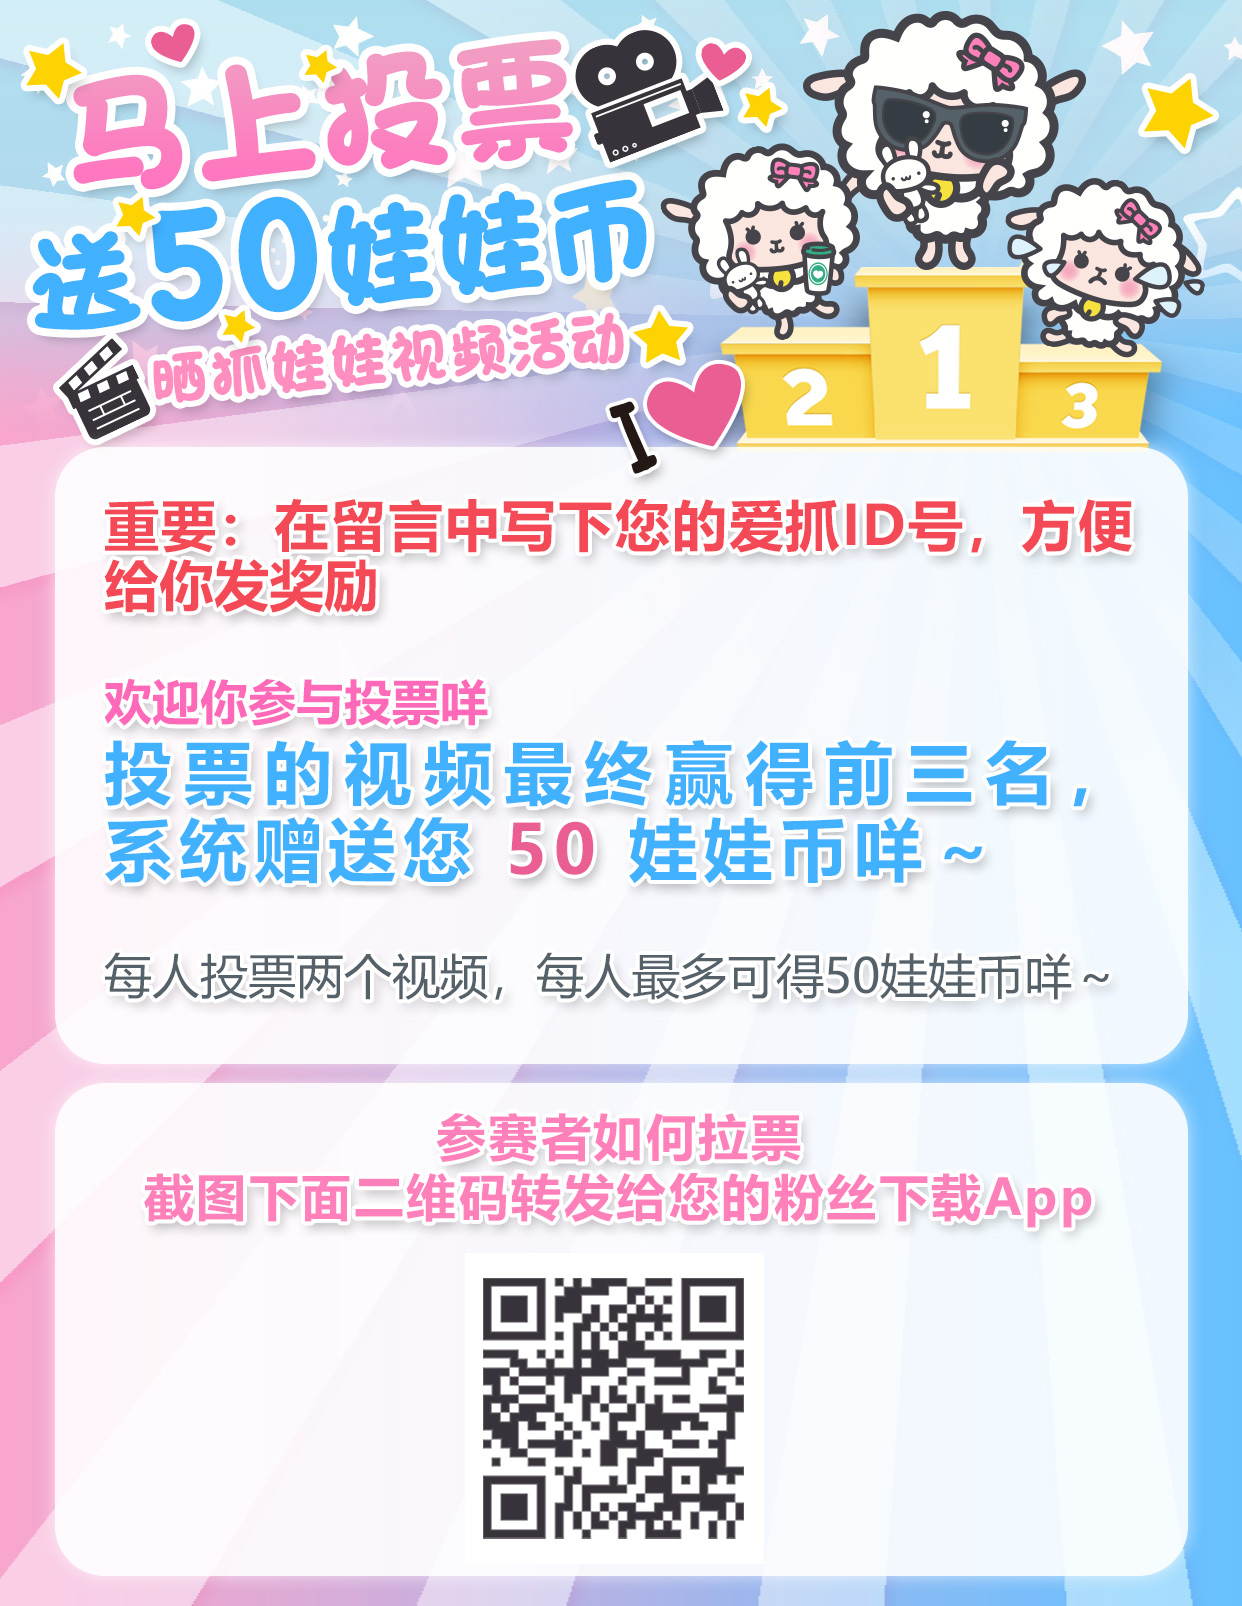 马上投票
送50娃娃币
晒抓娃娃视频活动
2
1
3
重要：在留言中写下您的爱抓ID号，方便
给你发奖励
欢迎你参与投票咩
投票的视频最终赢得前三名，
系统赠送您 50 娃娃币咩～
每人投票两个视频，每人最多可得50娃娃币咩～
参赛者如何拉票
截图下面二维码转发给您的粉丝下载App